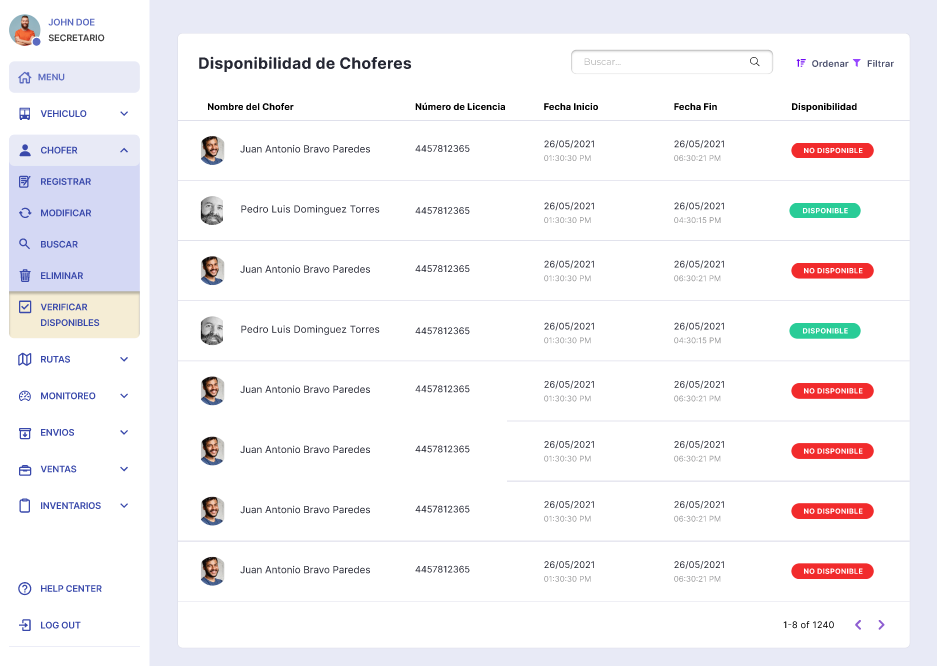 JOHN DOE
SECRETARIO
MENU
VEHICULO
CHOFER
REGISTRAR
MODIFICAR
BUSCAR
ELIMINAR
VERIFICAR
DISPONIBLES
RUTAS
MONITOREO
ENVIOS
VENTAS
INVENTARIOS
HELP CENTER
LOG OUT
Disponibilidad de Choferes
Buscar...
Ordenar Filtrar
Nombre del Chofer Número de Licencia Fecha Inicio Fecha Fin Disponibilidad
Juan Antonio Bravo Paredes 4457812365 26/05/2021 26/05/2021 NO DISPONIBLE
01:30:30 PM 06:30:21 PM
Pedro Luis Dominguez Torres 4457812365 26/05/2021 26/05/2021 DISPONIBLE
01:30:30 PM 04:30:15 PM
Juan Antonio Bravo Paredes 4457812365 26/05/2021 26/05/2021 NO DISPONIBLE
01:30:30 PM 06:30:21 PM
Pedro Luis Dominguez Torres 4457812365 26/05/2021 26/05/2021 DISPONIBLE
01:30:30 PM 04:30:15 PM
Juan Antonio Bravo Paredes 4457812365 26/05/2021 26/05/2021 NO DISPONIBLE
01:30:30 PM 06:30:21 PM
Juan Antonio Bravo Paredes 4457812365 26/05/2021 26/05/2021 NO DISPONIBLE
01:30:30 PM 06:30:21 PM
Juan Antonio Bravo Paredes 4457812365 26/05/2021 26/05/2021 NO DISPONIBLE
01:30:30 PM 06:30:21 PM
Juan Antonio Bravo Paredes 4457812365 26/05/2021 26/05/2021 NO DISPONIBLE
01:30:30 PM 06:30:21 PM
1-8 of 1240